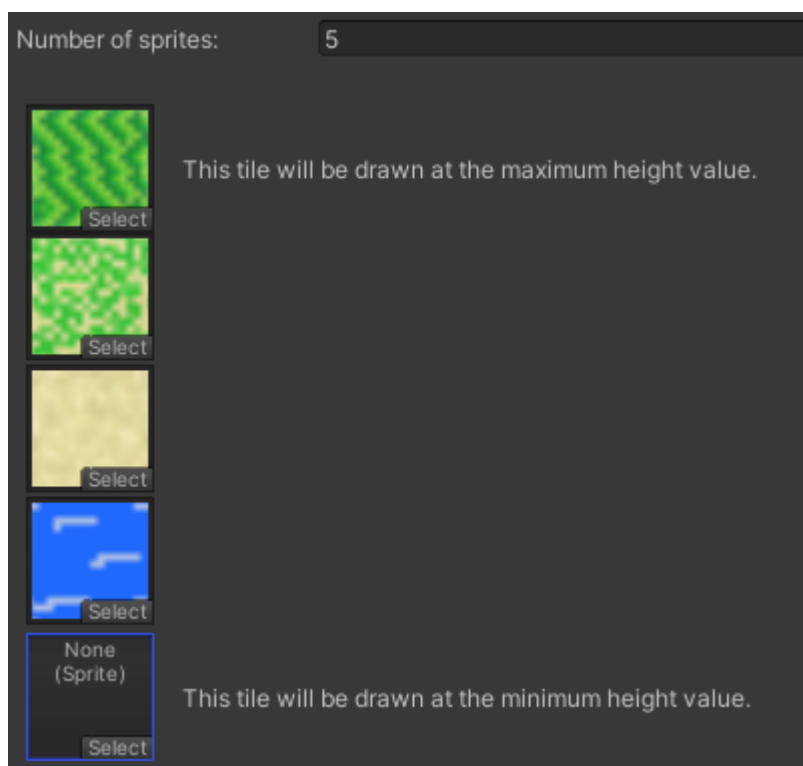 Number of sprites: 5
This tile will be drawn at the maximum height value.
Select
Select
Select
Select
None
(Sprite)
This tile will be drawn at the minimum height value.
Select